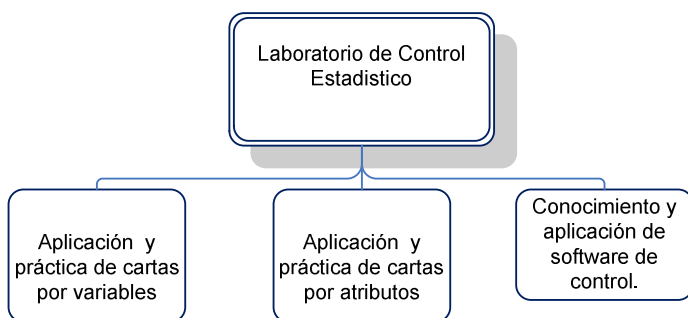 Laboratorio de Control
Estadistico
Aplicación y
práctica de cartas
por variables
Aplicación y
práctica de cartas
por atributos
Conocimiento y
aplicación de
software de
control.